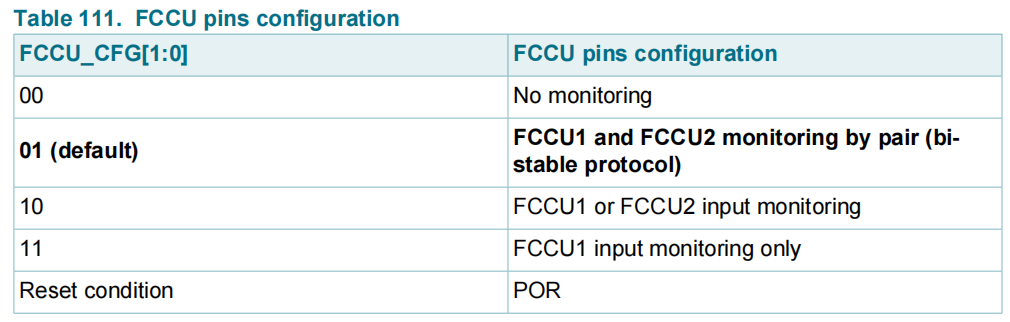 Table 111. FCCU pins configuration
FCCU_CFG[1:0] FCCU pins configuration
00 No monitoring
01 (default) FCCU1 and FCCU2 monitoring by pair (bi-
stable protocol)
10 FCCU1 or FCCU2 input monitoring
11 FCCU1 input monitoring only
Reset condition POR